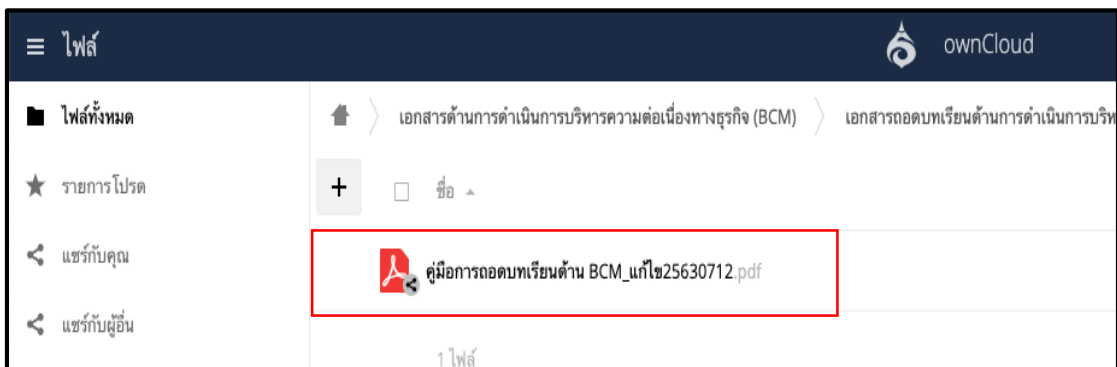 ไฟล์
ownCloud
ไฟล์ทั้งหมด
เอกสารด้านการดำเนินการบริหารความต่อเนื่องทางธุรกิจ (BCM)
เอกสารถอดบทเรียนด้านการดำเนินการบริห
รายการโปรด
+
ชื่อ
แชร์กับคุณ
คู่มือการถอดบทเรียนด้าน BCM_แก้ไข25630712.pdf
แชร์กับผู้อื่น
1 ไฟล์